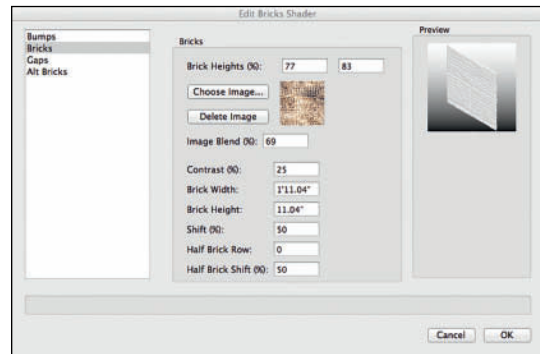 Edit Bricks Shader
Bumps
Bricks
Gaps
Alt Bricks
Bricks
Brick Heights (%): 77 83
Choose Image...
Delete Image
Image Blend (%): 69
Contrast (%): 25
Brick Width: 1'11.04"
Brick Height: 11.04"
Shift (%): 50
Half Brick Row: 0
Half Brick Shift (%): 50
Preview
Cancel OK